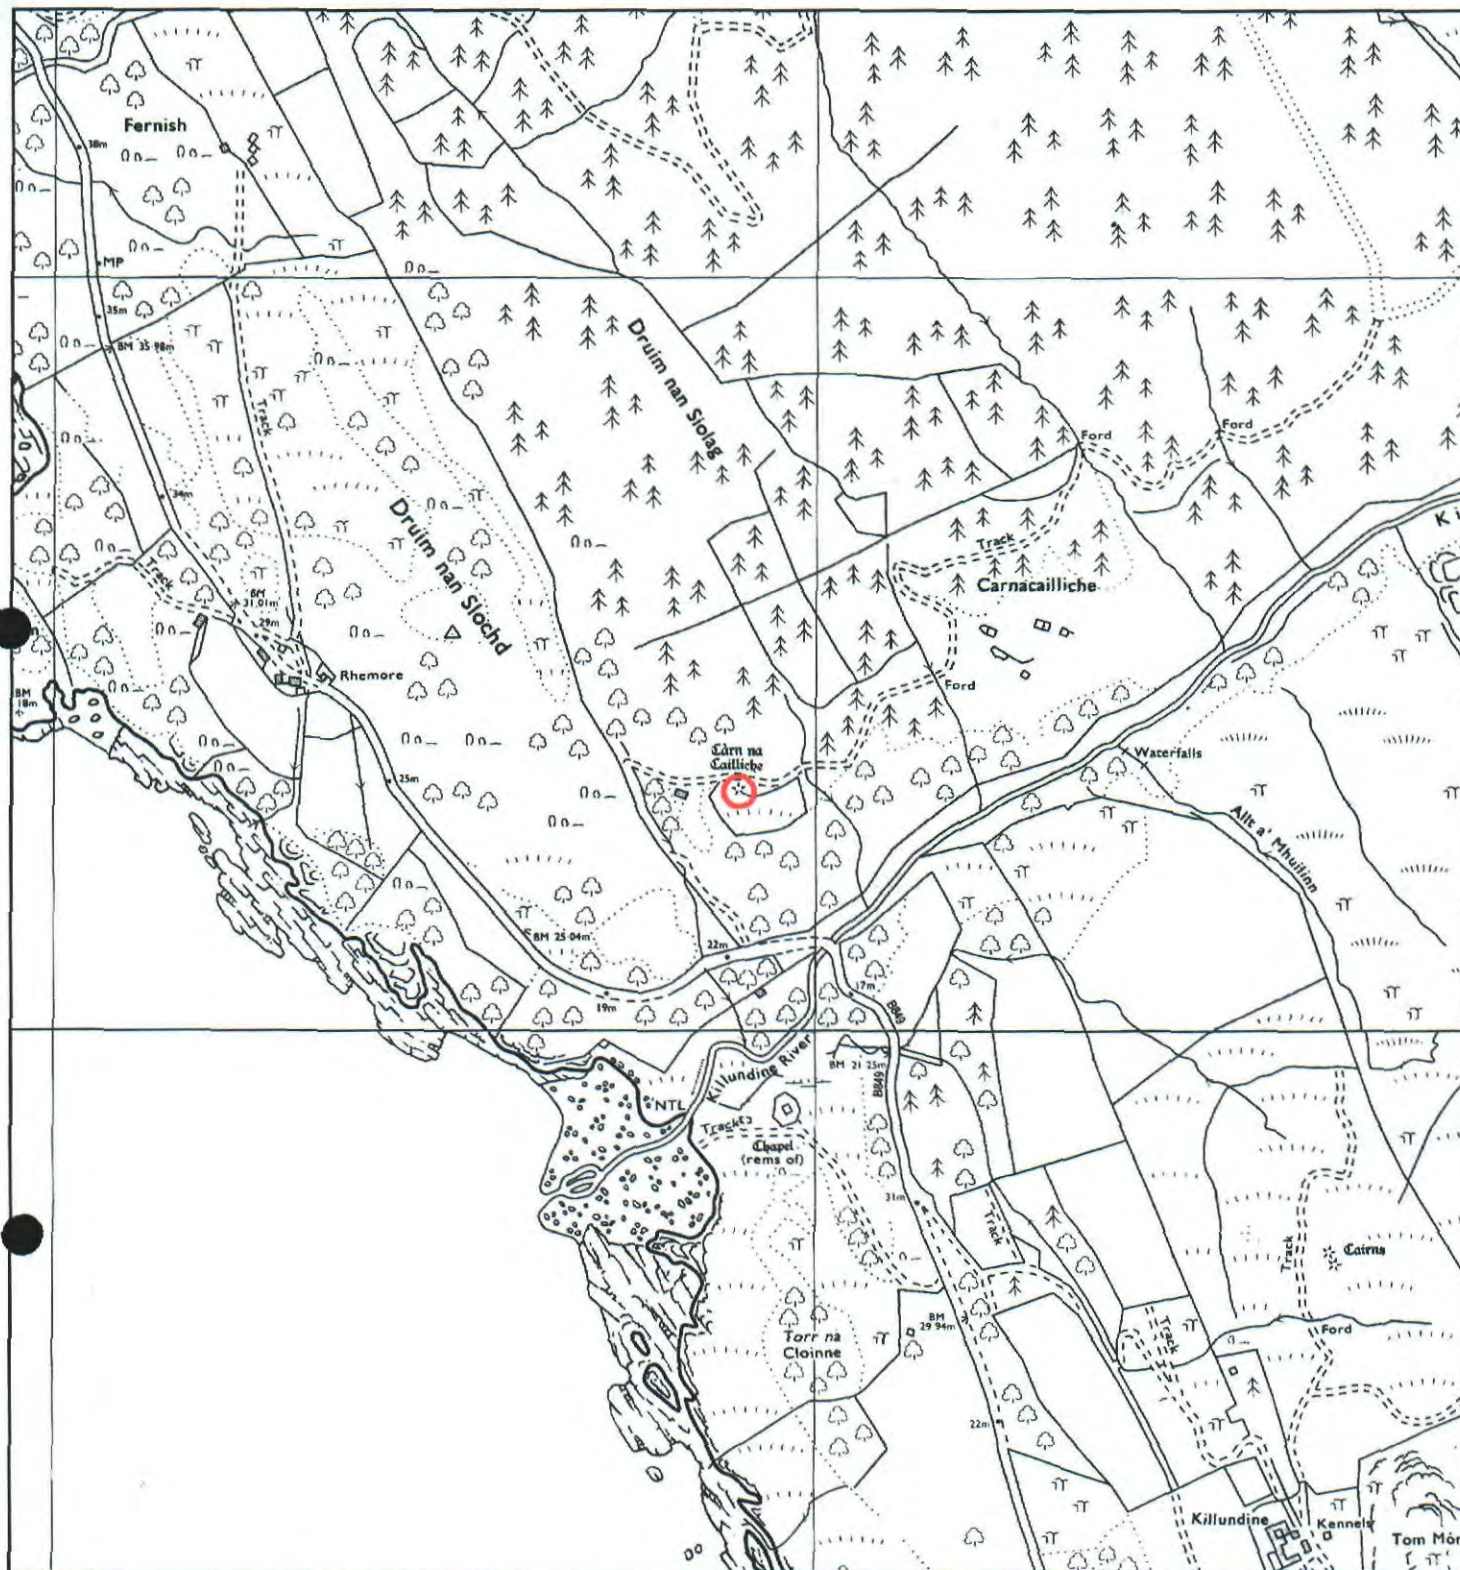 Fernish
38m
MP
35m
BM 35·98m
Druim nan Siolag
Track
Ford
Ford
34m
Druim nan Slochd
Track
Track
Carnacailliche
BM
31.01m
29m
Rhemore
Ford
BM
18m
Càrn na
Cailliche
Waterfalls
25m
Allt a' Mhuilinn
BM 25·04m
22m
17m
19m
B849
Killundine River
BM 21·25m
B849
NTL
Track
Chapel
(rems of)
31m
Track
Track
Cairns
BM
29·94m
Torr na
Cloinne
Track
Ford
22m
Killundine
Kennels
Tom Mór